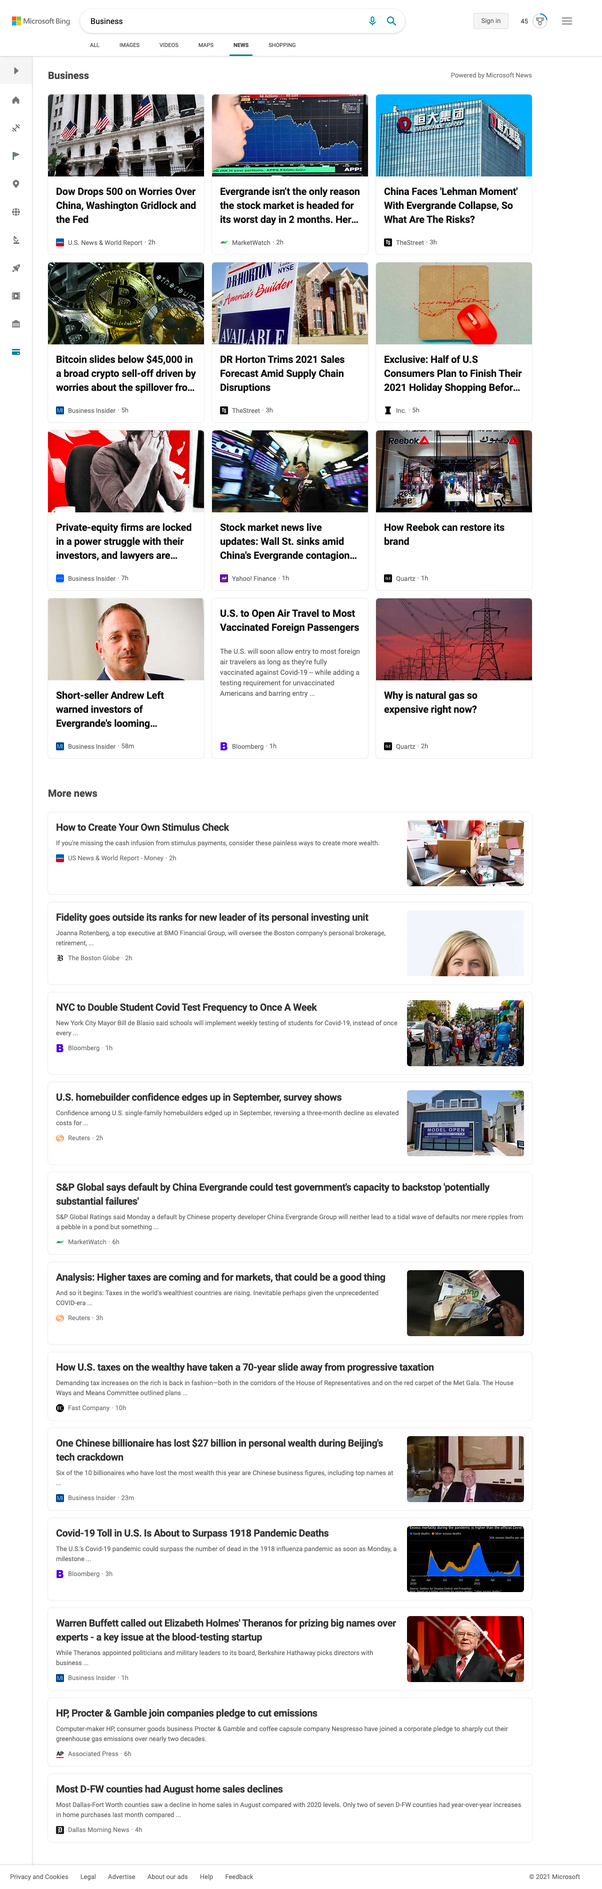 Microsoft Bing
Business
Sign in
45
ALL IMAGES VIDEOS MAPS NEWS SHOPPING
Business
Powered by Microsoft News
Dow Drops 500 on Worries Over
China, Washington Gridlock and
the Fed
U.S. News & World Report · 2h
APPS
Evergrande isn't the only reason
the stock market is headed for
its worst day in 2 months. Her...
MarketWatch · 2h
恒大集团
EVERGRANDE GROUP
China Faces 'Lehman Moment'
With Evergrande Collapse, So
What Are The Risks?
TheStreet · 3h
ethereum
Bitcoin slides below $45,000 in
a broad crypto sell-off driven by
worries about the spillover fro...
Business Insider · 5h
NYSE
D·R·HORTON
America's Builder
AVAILABLE
DR Horton Trims 2021 Sales
Forecast Amid Supply Chain
Disruptions
TheStreet · 3h
Exclusive: Half of U.S
Consumers Plan to Finish Their
2021 Holiday Shopping Befor...
Inc. · 5h
Private-equity firms are locked
in a power struggle with their
investors, and lawyers are...
Business Insider · 7h
Stock market news live
updates: Wall St. sinks amid
China's Evergrande contagion...
Yahoo! Finance · 1h
Reebok
ريبوك
How Reebok can restore its
brand
Quartz · 1h
Short-seller Andrew Left
warned investors of
Evergrande's looming...
Business Insider · 58m
U.S. to Open Air Travel to Most
Vaccinated Foreign Passengers
The U.S. will soon allow entry to most foreign
air travelers as long as they're fully
vaccinated against Covid-19 -- while adding a
testing requirement for unvaccinated
Americans and barring entry ...
Bloomberg · 1h
Why is natural gas so
expensive right now?
Quartz · 2h
More news
How to Create Your Own Stimulus Check
If you're missing the cash infusion from stimulus payments, consider these painless ways to create more wealth.
US News & World Report - Money · 2h
Fidelity goes outside its ranks for new leader of its personal investing unit
Joanna Rotenberg, a top executive at BMO Financial Group, will oversee the Boston company's personal brokerage,
retirement, ...
The Boston Globe · 2h
NYC to Double Student Covid Test Frequency to Once A Week
New York City Mayor Bill de Blasio said schools will implement weekly testing of students for Covid-19, instead of once
every ...
Bloomberg · 1h
U.S. homebuilder confidence edges up in September, survey shows
Confidence among U.S. single-family homebuilders edged up in September, reversing a three-month decline as elevated
costs for ...
Reuters · 2h
MODEL OPEN
S&P Global says default by China Evergrande could test government's capacity to backstop 'potentially
substantial failures'
S&P Global Ratings said Monday a default by Chinese property developer China Evergrande Group will neither lead to a tidal wave of defaults nor mere ripples from
a pebble in a pond but something ...
MarketWatch · 6h
Analysis: Higher taxes are coming and for markets, that could be a good thing
And so it begins: Taxes in the world's wealthiest countries are rising. Inevitable perhaps given the unprecedented
COVID-era ...
Reuters · 3h
How U.S. taxes on the wealthy have taken a 70-year slide away from progressive taxation
Demanding tax increases on the rich is back in fashion—both in the corridors of the House of Representatives and on the red carpet of the Met Gala. The House
Ways and Means Committee outlined plans ...
Fast Company · 10h
One Chinese billionaire has lost $27 billion in personal wealth during Beijing's
tech crackdown
Six of the 10 billionaires who have lost the most wealth this year are Chinese business figures, including top names at
...
Business Insider · 23m
Covid-19 Toll in U.S. Is About to Surpass 1918 Pandemic Deaths
The U.S.'s Covid-19 pandemic could surpass the number of dead in the 1918 influenza pandemic as soon as Monday, a
milestone ...
Bloomberg · 3h
Warren Buffett called out Elizabeth Holmes' Theranos for prizing big names over
experts - a key issue at the blood-testing startup
While Theranos appointed politicians and military leaders to its board, Berkshire Hathaway picks directors with
business ...
Business Insider · 1h
HP, Procter & Gamble join companies pledge to cut emissions
Computer-maker HP, consumer goods business Procter & Gamble and coffee capsule company Nespresso have joined a corporate pledge to sharply cut their
greenhouse gas emissions over nearly two decades.
AP Associated Press · 6h
Most D-FW counties had August home sales declines
Most Dallas-Fort Worth counties saw a decline in home sales in August compared with 2020 levels. Only two of seven D-FW counties had year-over-year increases
in home purchases last month compared ...
Dallas Morning News · 4h
Privacy and Cookies Legal Advertise About our ads Help Feedback
© 2021 Microsoft